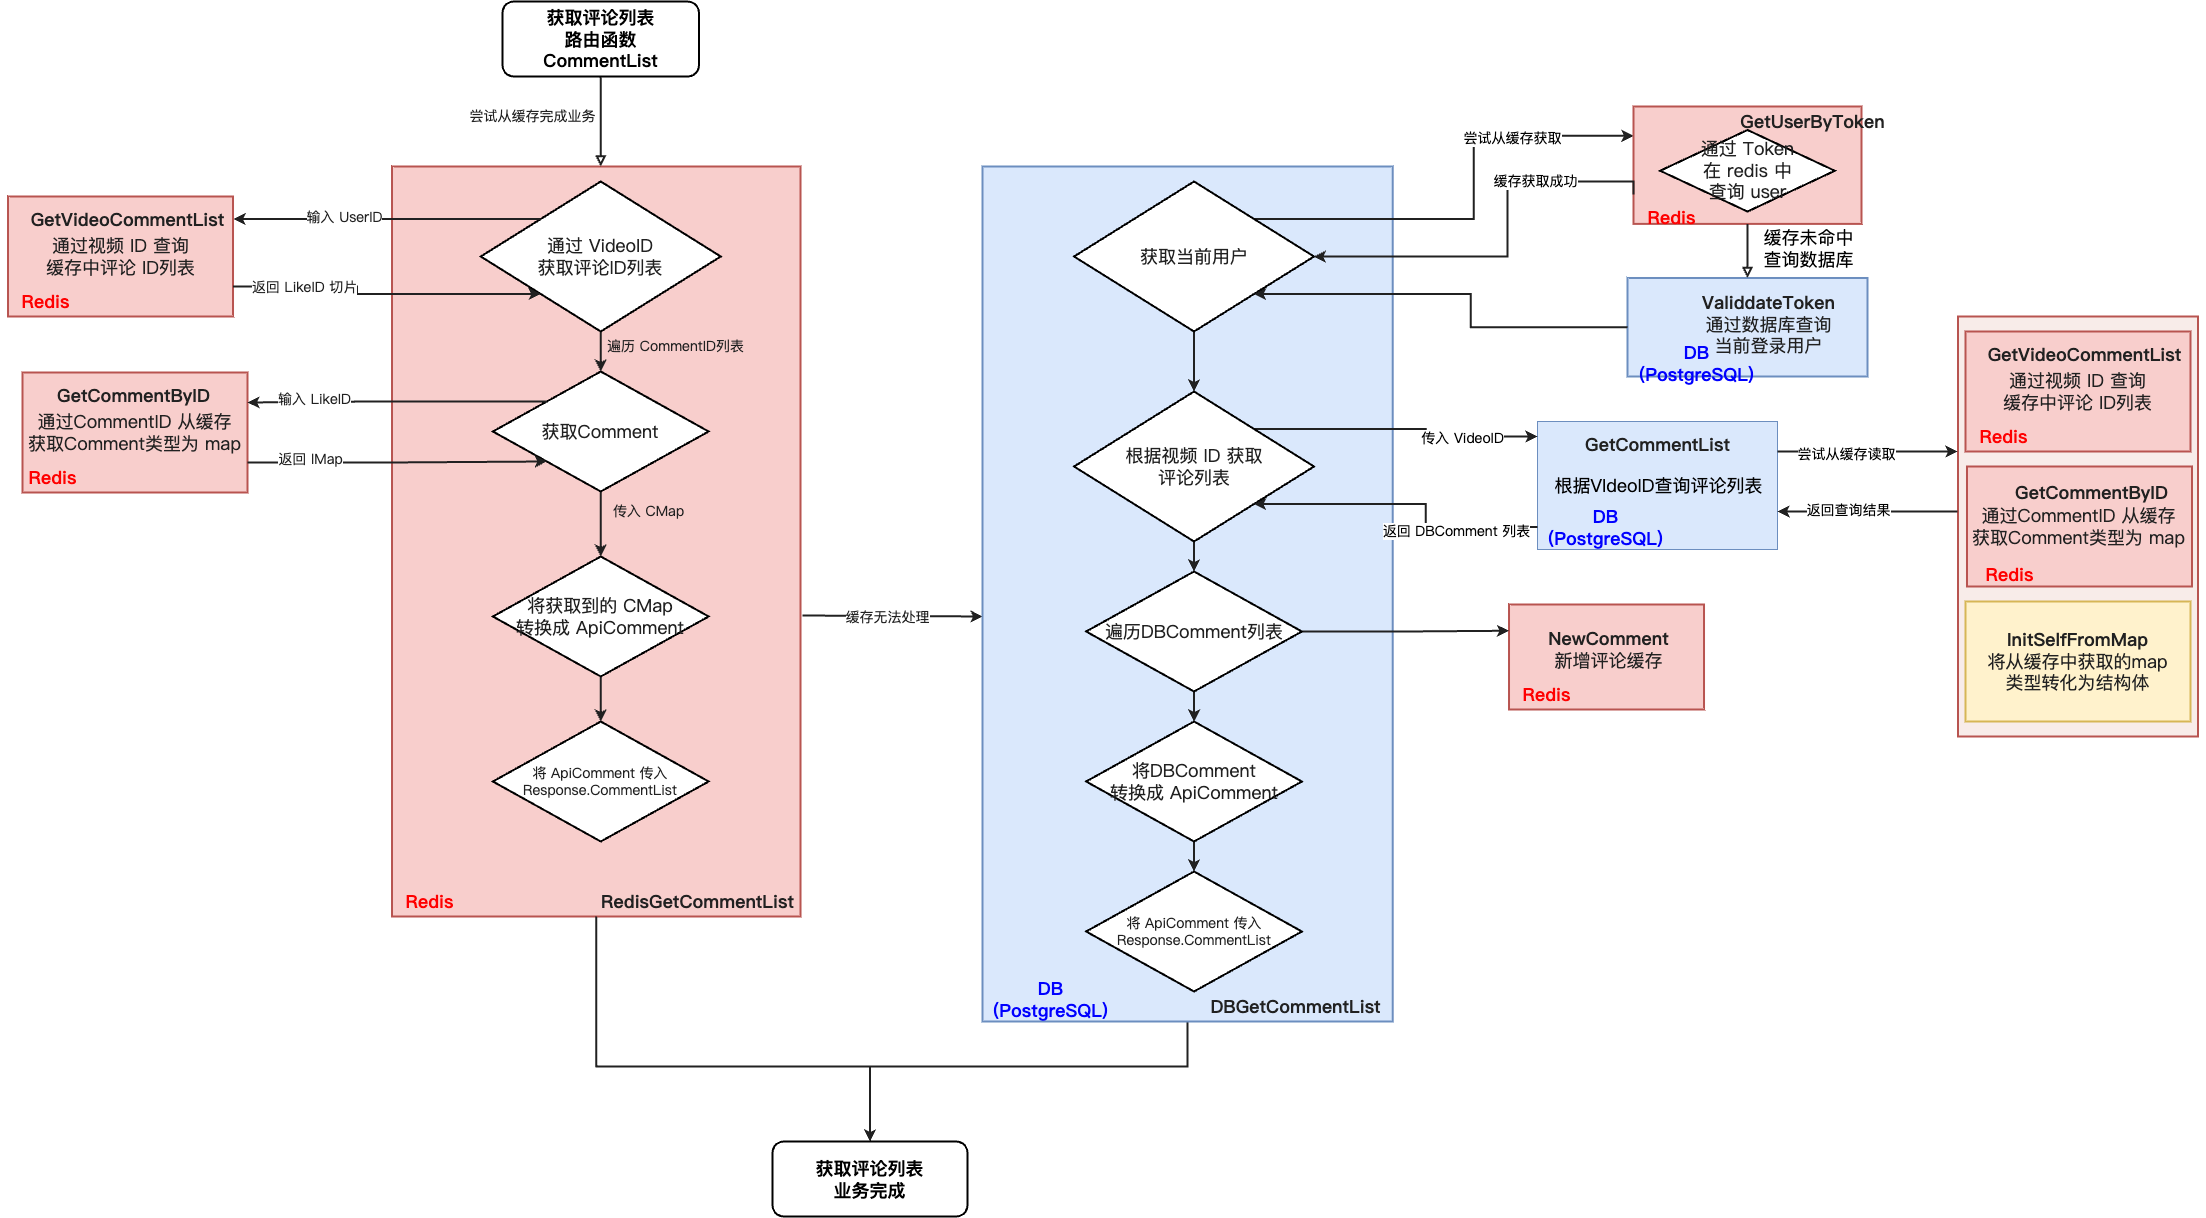 获取评论列表
路由函数
CommentList
尝试从缓存完成业务
GetVideoCommentList
通过视频 ID 查询
缓存中评论 ID列表
Redis
输入 UserID
返回 LikeID 切片
通过 VideoID
获取评论ID列表
遍历 CommentID列表
GetCommentByID
通过CommentID 从缓存
获取Comment类型为 map
Redis
输入 LikeID
返回 lMap
获取Comment
传入 CMap
将获取到的 CMap
转换成 ApiComment
将 ApiComment 传入
Response.CommentList
Redis
RedisGetCommentList
缓存无法处理
获取当前用户
尝试从缓存获取
缓存获取成功
GetUserByToken
通过 Token
在 redis 中
查询 user
Redis
缓存未命中
查询数据库
ValiddateToken
通过数据库查询
当前登录用户
DB
(PostgreSQL)
根据视频 ID 获取
评论列表
传入 VideoID
返回 DBComment 列表
GetCommentList
根据VIdeoID查询评论列表
DB
(PostgreSQL)
尝试从缓存读取
返回查询结果
GetVideoCommentList
通过视频 ID 查询
缓存中评论 ID列表
Redis
GetCommentByID
通过CommentID 从缓存
获取Comment类型为 map
Redis
InitSelfFromMap
将从缓存中获取的map
类型转化为结构体
遍历DBComment列表
NewComment
新增评论缓存
Redis
将DBComment
转换成 ApiComment
将 ApiComment 传入
Response.CommentList
DB
(PostgreSQL)
DBGetCommentList
获取评论列表
业务完成